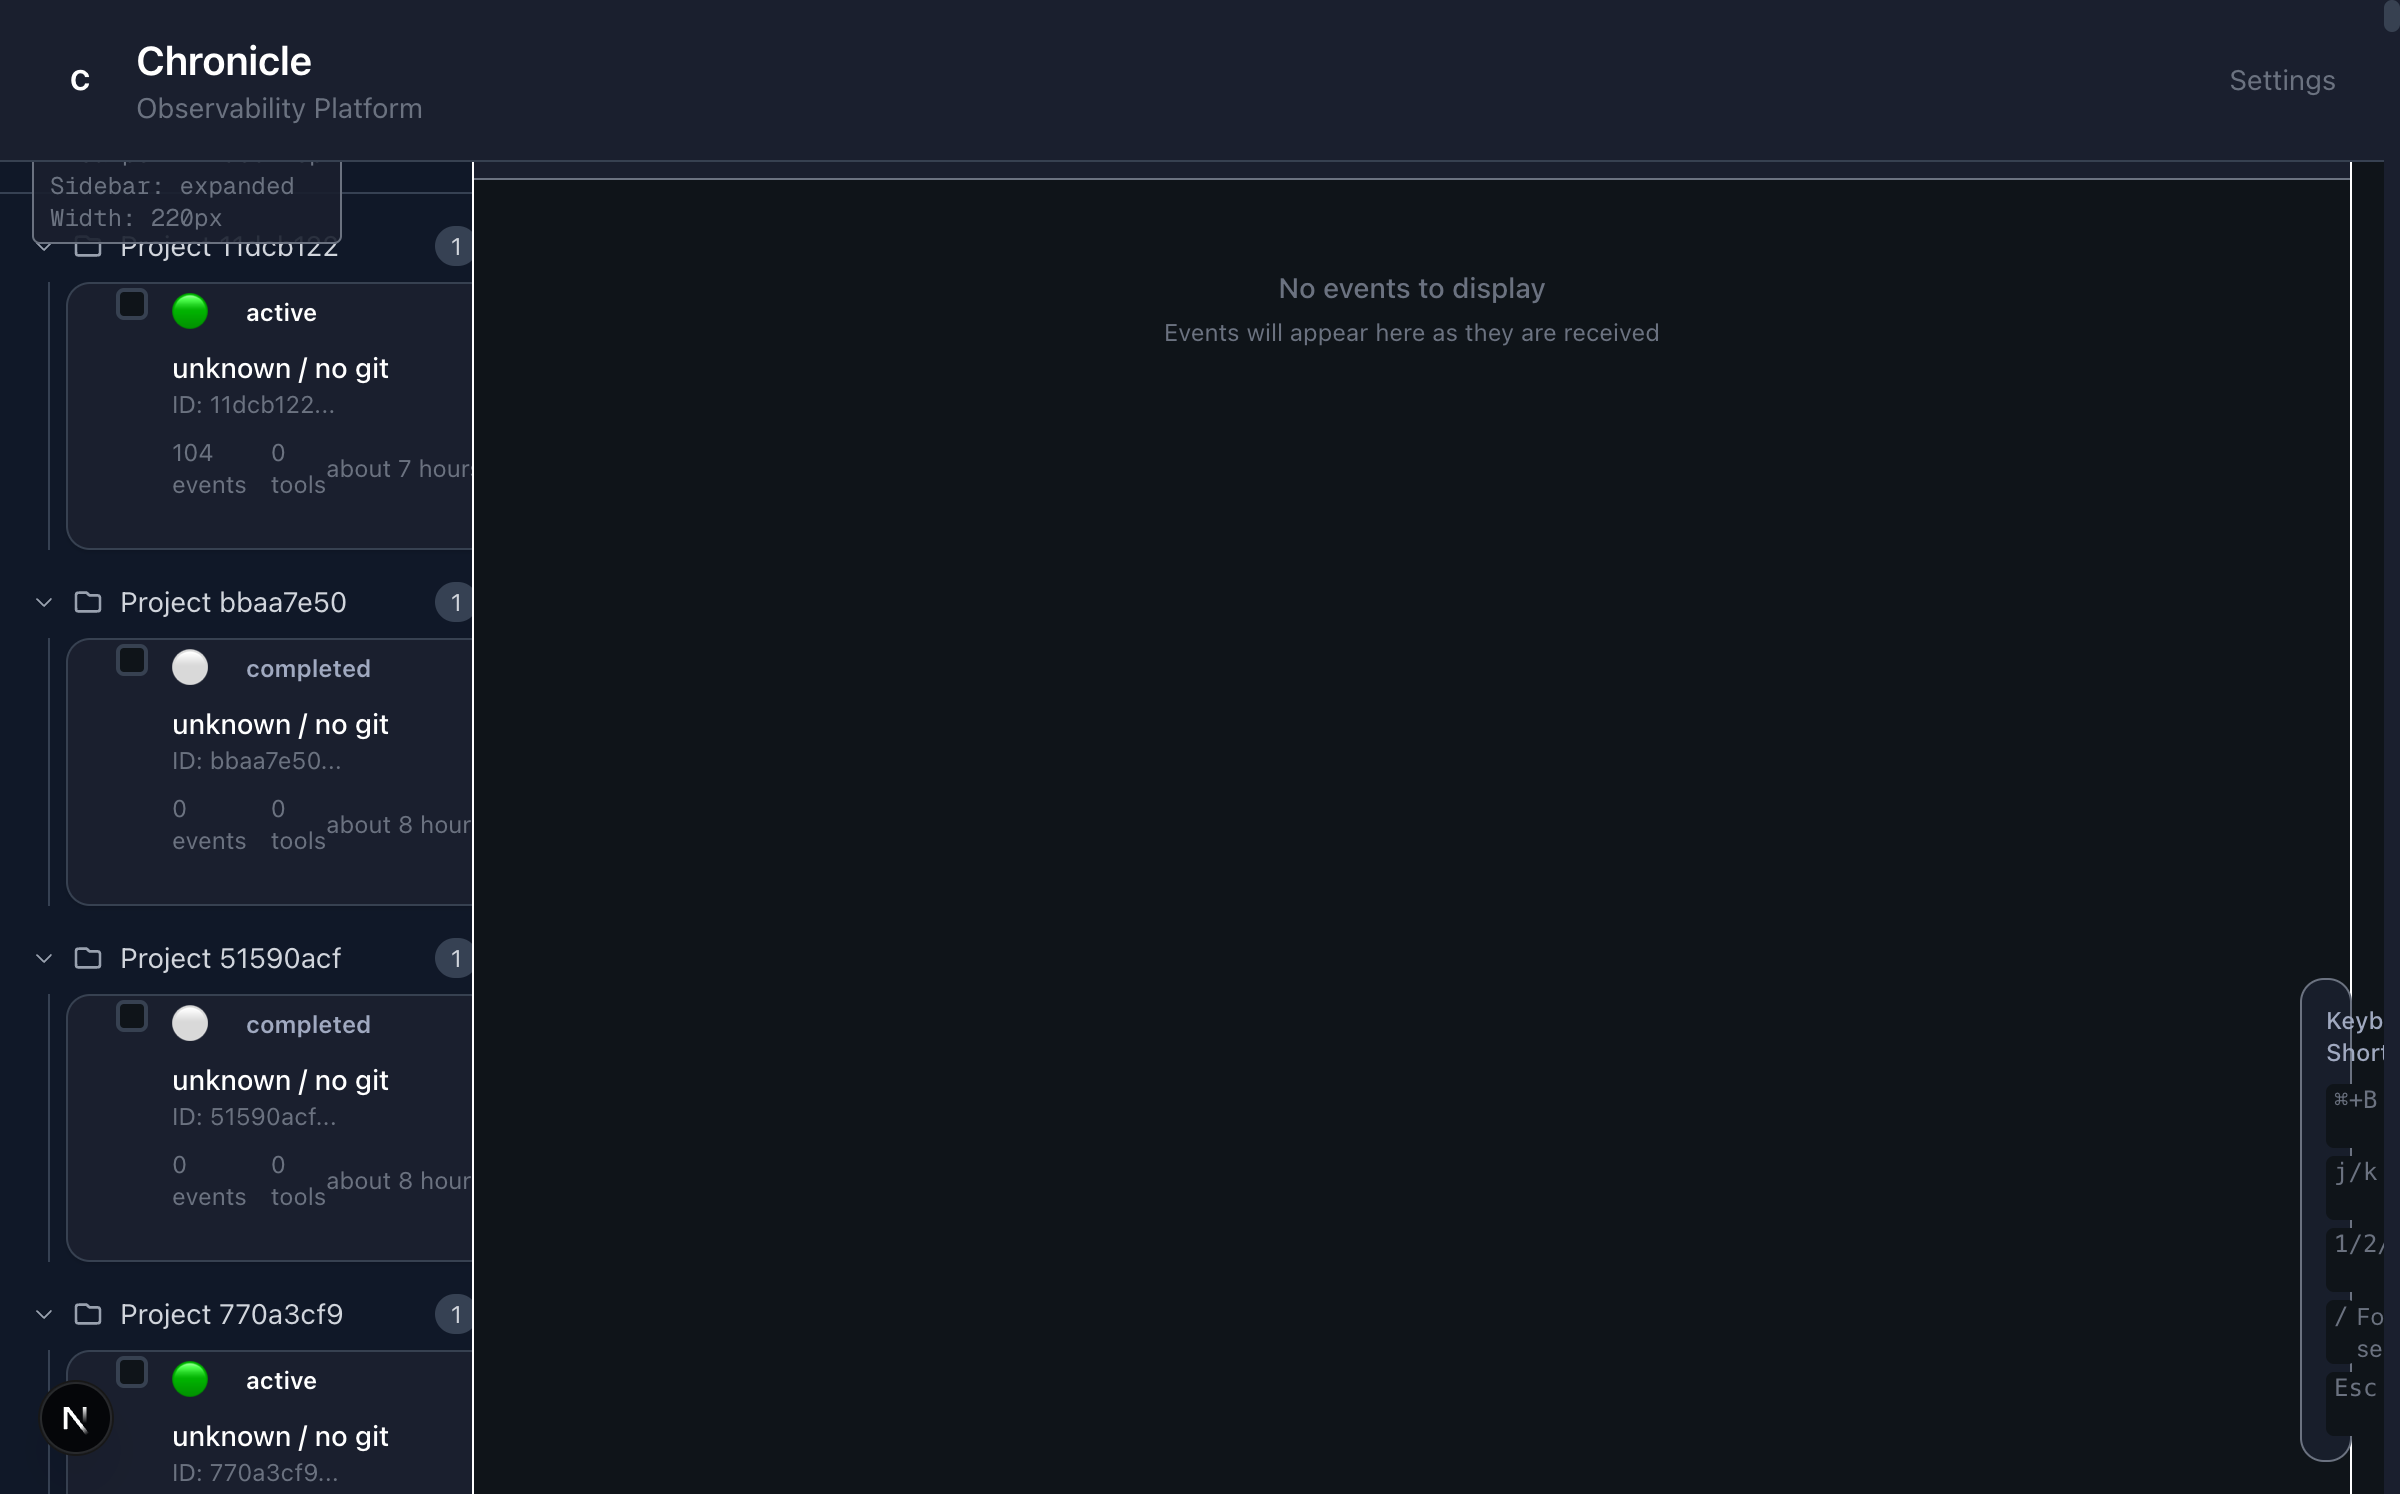 C
Chronicle
Observability Platform
Settings
Sidebar: expanded
Width: 220px
Project 11dcb122
1
active
unknown / no git
ID: 11dcb122...
104 events
0 tools
about 7 hours
Project bbaa7e50
1
completed
unknown / no git
ID: bbaa7e50...
0 events
0 tools
about 8 hour
Project 51590acf
1
completed
unknown / no git
ID: 51590acf...
0 events
0 tools
about 8 hour
Project 770a3cf9
1
active
unknown / no git
ID: 770a3cf9...
N
No events to display
Events will appear here as they are received
Keyb
Short
⌘+B
j/k
1/2/
/ Fo
se
Esc